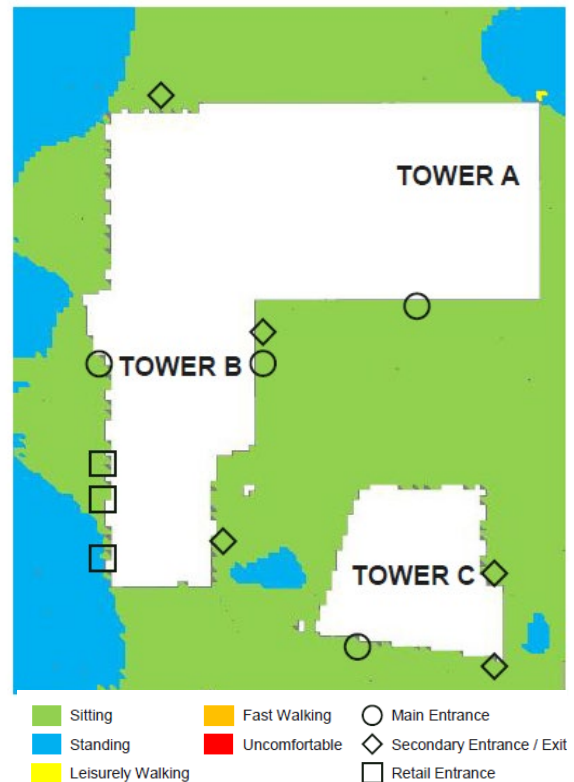 TOWER A
TOWER B
TOWER C
Sitting
Fast Walking
Main Entrance
Standing
Uncomfortable
Secondary Entrance / Exit
Leisurely Walking
Retail Entrance